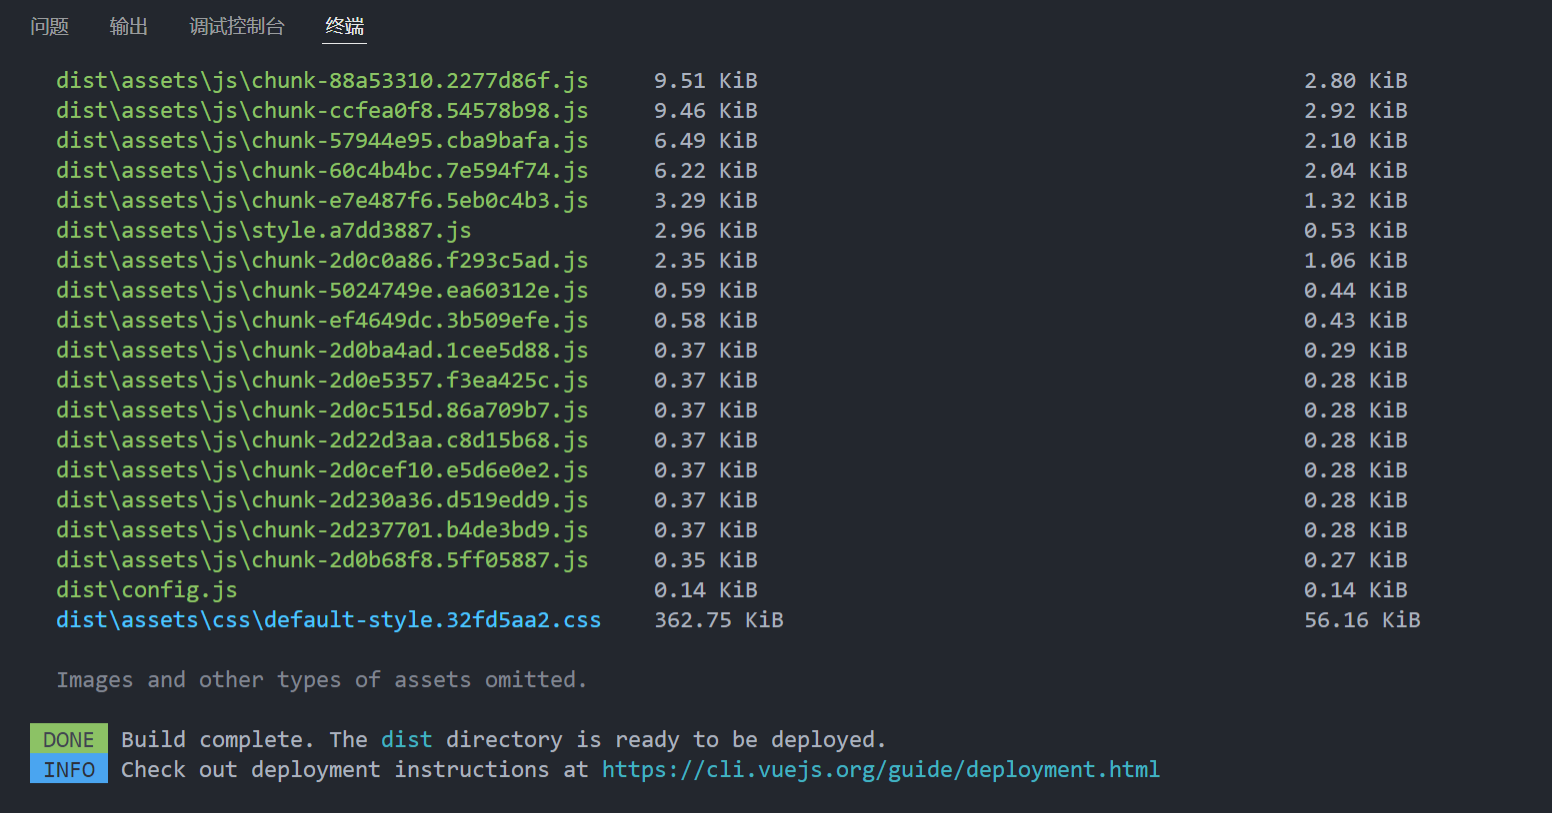 问题 输出 调试控制台 终端
dist\assets\js\chunk-88a53310.2277d86f.js 9.51 KiB 2.80 KiB
dist\assets\js\chunk-ccfea0f8.54578b98.js 9.46 KiB 2.92 KiB
dist\assets\js\chunk-57944e95.cba9bafa.js 6.49 KiB 2.10 KiB
dist\assets\js\chunk-60c4b4bc.7e594f74.js 6.22 KiB 2.04 KiB
dist\assets\js\chunk-e7e487f6.5eb0c4b3.js 3.29 KiB 1.32 KiB
dist\assets\js\style.a7dd3887.js 2.96 KiB 0.53 KiB
dist\assets\js\chunk-2d0c0a86.f293c5ad.js 2.35 KiB 1.06 KiB
dist\assets\js\chunk-5024749e.ea60312e.js 0.59 KiB 0.44 KiB
dist\assets\js\chunk-ef4649dc.3b509efe.js 0.58 KiB 0.43 KiB
dist\assets\js\chunk-2d0ba4ad.1cee5d88.js 0.37 KiB 0.29 KiB
dist\assets\js\chunk-2d0e5357.f3ea425c.js 0.37 KiB 0.28 KiB
dist\assets\js\chunk-2d0c515d.86a709b7.js 0.37 KiB 0.28 KiB
dist\assets\js\chunk-2d22d3aa.c8d15b68.js 0.37 KiB 0.28 KiB
dist\assets\js\chunk-2d0cef10.e5d6e0e2.js 0.37 KiB 0.28 KiB
dist\assets\js\chunk-2d230a36.d519edd9.js 0.37 KiB 0.28 KiB
dist\assets\js\chunk-2d237701.b4de3bd9.js 0.37 KiB 0.28 KiB
dist\assets\js\chunk-2d0b68f8.5ff05887.js 0.35 KiB 0.27 KiB
dist\config.js 0.14 KiB 0.14 KiB
dist\assets\css\default-style.32fd5aa2.css 362.75 KiB 56.16 KiB
Images and other types of assets omitted.
DONE Build complete. The dist directory is ready to be deployed.
INFO Check out deployment instructions at https://cli.vuejs.org/guide/deployment.html